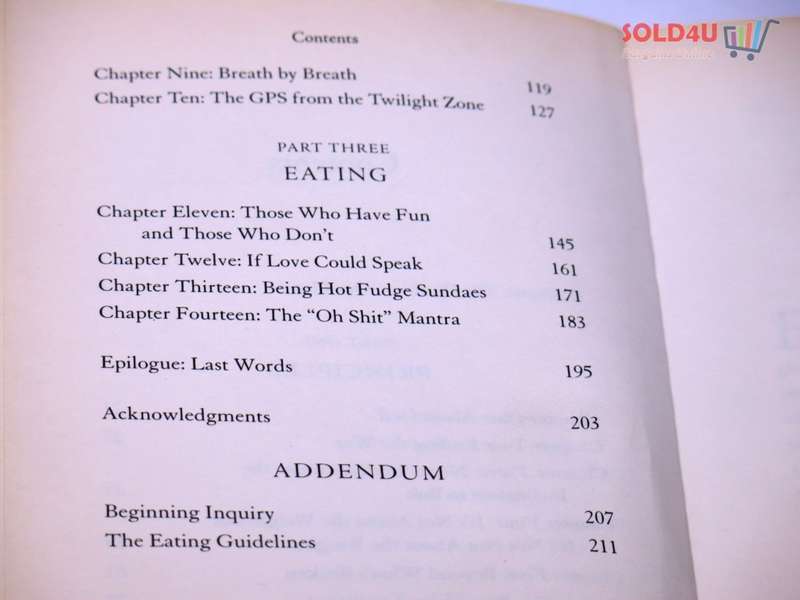 SOLD4U
Bargains Online
Contents
Chapter Nine: Breath by Breath 119
Chapter Ten: The GPS from the Twilight Zone 127
PART THREE
EATING
Chapter Eleven: Those Who Have Fun
and Those Who Don't 145
Chapter Twelve: If Love Could Speak 161
Chapter Thirteen: Being Hot Fudge Sundaes 171
Chapter Fourteen: The "Oh Shit" Mantra 183
Epilogue: Last Words 195
Acknowledgments 203
ADDENDUM
Beginning Inquiry 207
The Eating Guidelines 211